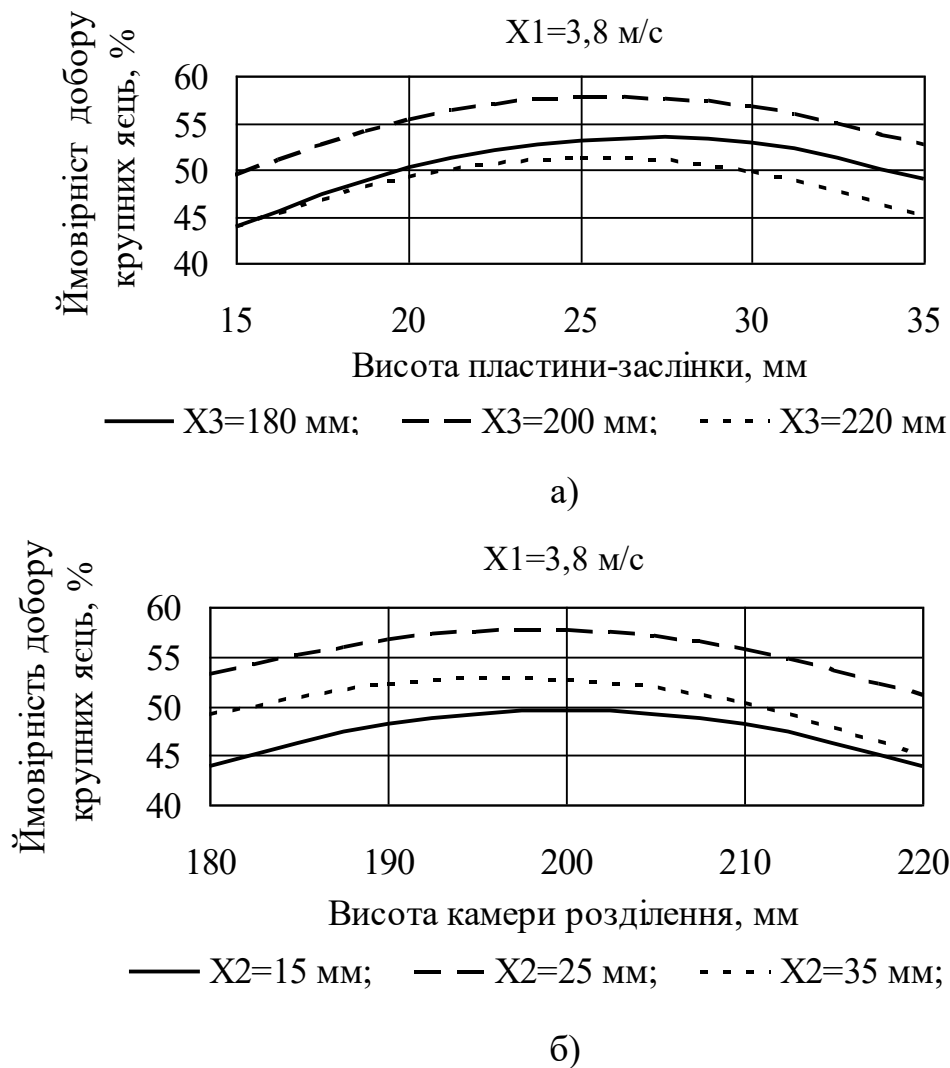 X1=3,8 м/с
Ймовірніст добору
крупних яєць, %
60
55
50
45
40
15 20 25 30 35
Висота пластини-заслінки, мм
X3=180 мм; X3=200 мм; X3=220 мм
а)
X1=3,8 м/с
Ймовірність добору
крупних яєць, %
60
55
50
45
40
180 190 200 210 220
Висота камери розділення, мм
X2=15 мм; X2=25 мм; X2=35 мм;
б)